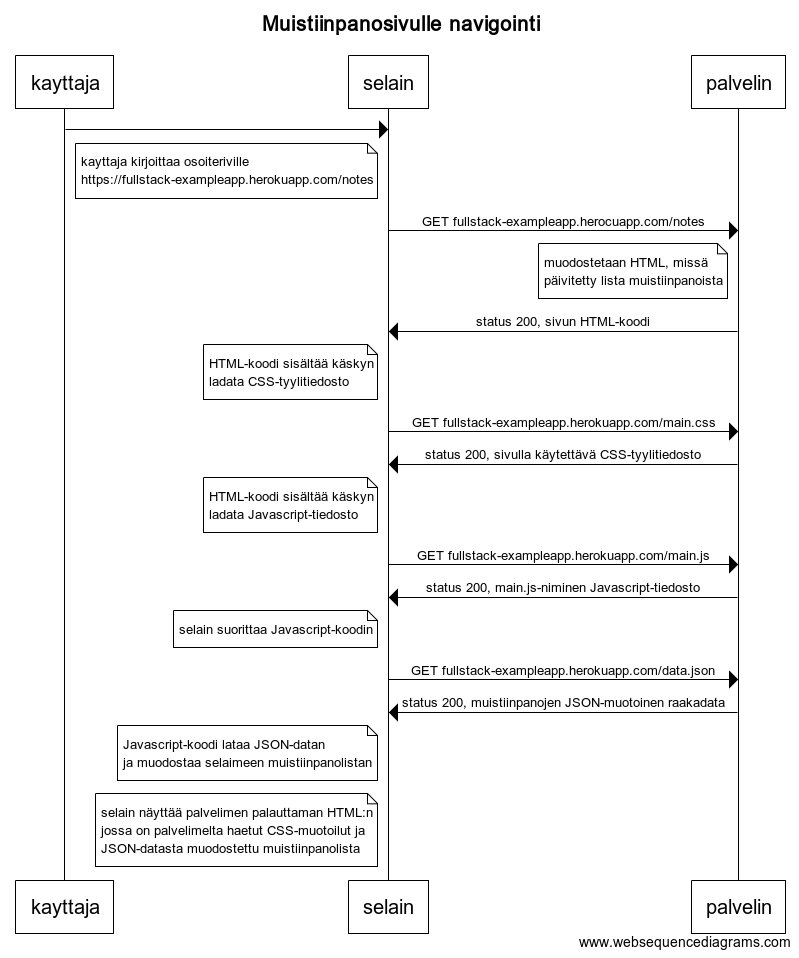 Muistiinpanosivulle navigointi
kayttaja
selain
palvelin
kayttaja kirjoittaa osoiteriville
https://fullstack-exampleapp.herokuapp.com/notes
GET fullstack-exampleapp.herocuapp.com/notes
muodostetaan HTML, missä
päivitetty lista muistiinpanoista
status 200, sivun HTML-koodi
HTML-koodi sisältää käskyn
ladata CSS-tyylitiedosto
GET fullstack-exampleapp.herokuapp.com/main.css
status 200, sivulla käytettävä CSS-tyylitiedosto
HTML-koodi sisältää käskyn
ladata Javascript-tiedosto
GET fullstack-exampleapp.herokuapp.com/main.js
status 200, main.js-niminen Javascript-tiedosto
selain suorittaa Javascript-koodin
GET fullstack-exampleapp.herokuapp.com/data.json
status 200, muistiinpanojen JSON-muotoinen raakadata
Javascript-koodi lataa JSON-datan
ja muodostaa selaimeen muistiinpanolistan
selain näyttää palvelimen palauttaman HTML:n
jossa on palvelimelta haetut CSS-muotoilut ja
JSON-datasta muodostettu muistiinpanolista
kayttaja
selain
palvelin
www.websequencediagrams.com